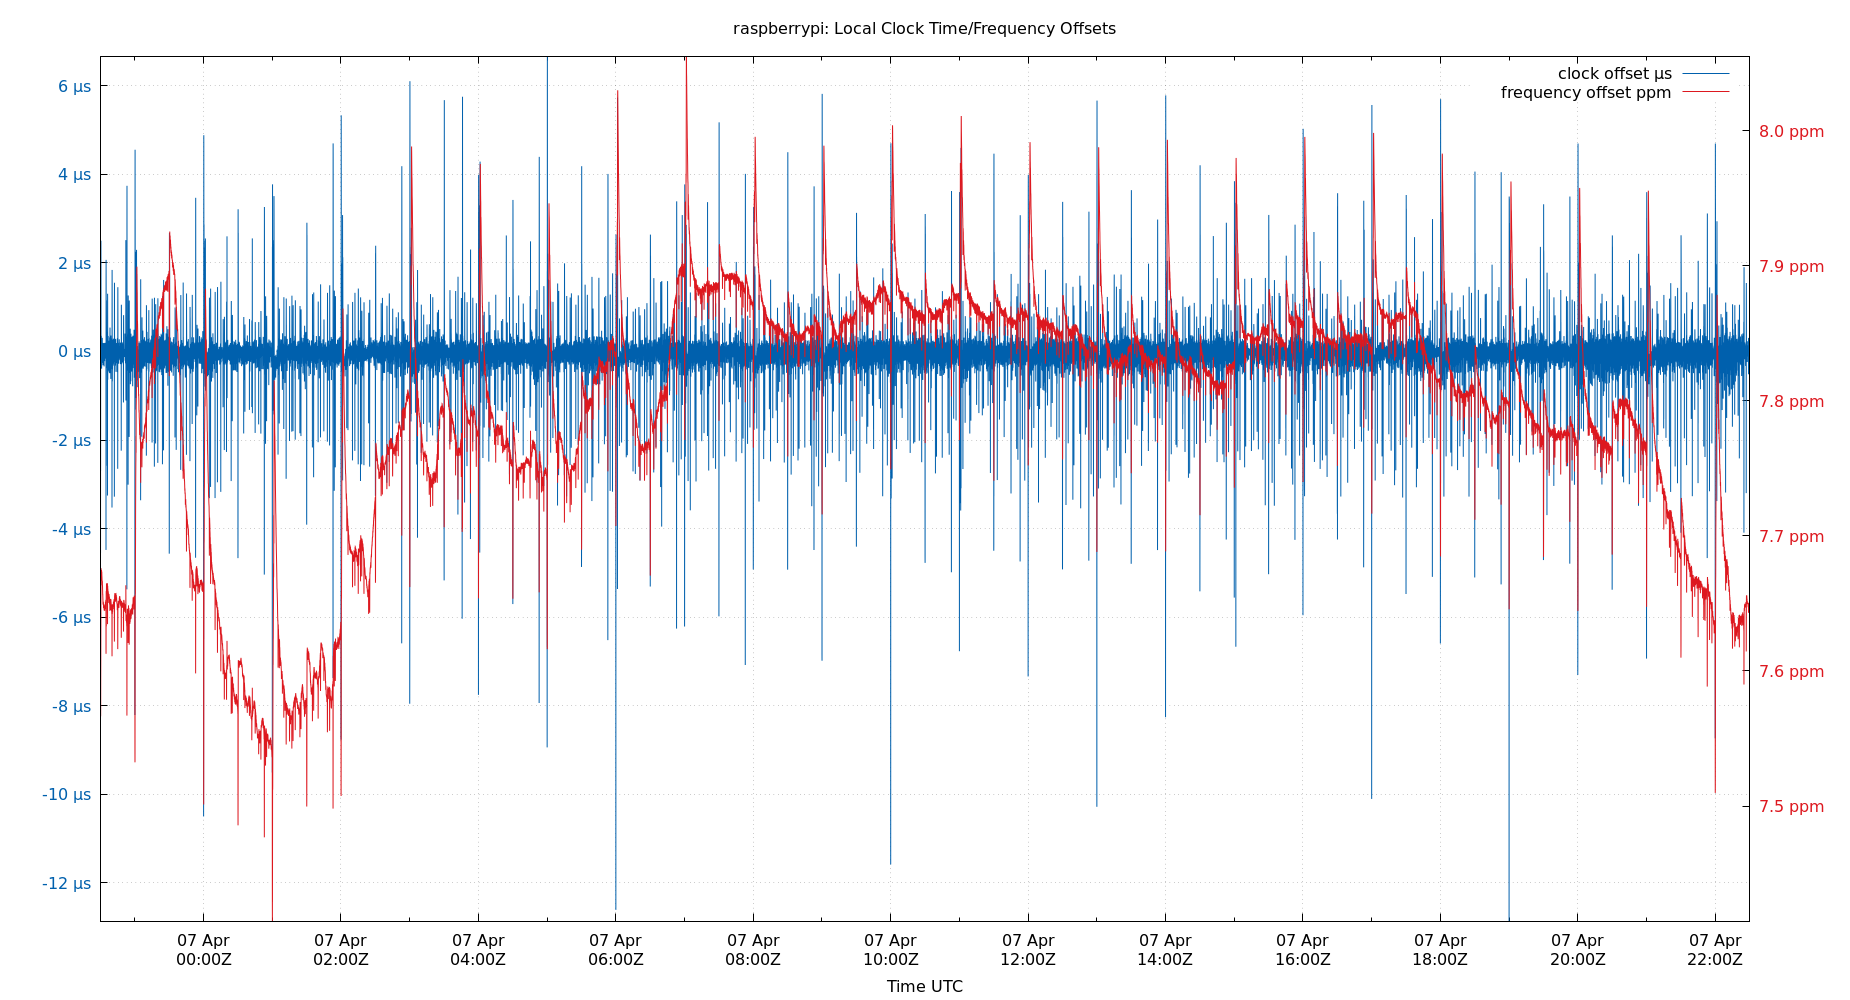 raspberrypi: Local Clock Time/Frequency Offsets
clock offset µs
frequency offset ppm
6 µs
4 µs
2 µs
0 µs
-2 µs
-4 µs
-6 µs
-8 µs
-10 µs
-12 µs
8.0 ppm
7.9 ppm
7.8 ppm
7.7 ppm
7.6 ppm
7.5 ppm
07 Apr 07 Apr 07 Apr 07 Apr 07 Apr 07 Apr 07 Apr 07 Apr 07 Apr 07 Apr 07 Apr 07 Apr
00:00Z 02:00Z 04:00Z 06:00Z 08:00Z 10:00Z 12:00Z 14:00Z 16:00Z 18:00Z 20:00Z 22:00Z
Time UTC